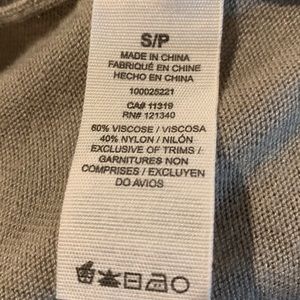 S/P
MADE IN CHINA
FABRIQUÉ EN CHINE
HECHO EN CHINA
100025221
CA# 11319
RN# 121340
60% VISCOSE / VISCOSA
40% NYLON / NILÓN
EXCLUSIVE OF TRIMS /
GARNITURES NON
COMPRISES / EXCLUYEN
DO AVIOS